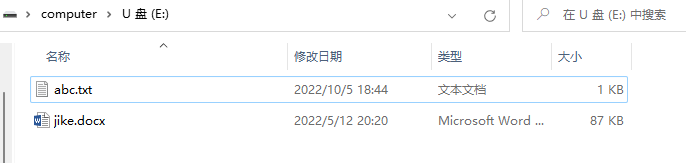 computer > U 盘 (E:) 在 U 盘 (E:) 中搜索
名称 修改日期 类型 大小
abc.txt 2022/10/5 18:44 文本文档 1 KB
jike.docx 2022/5/12 20:20 Microsoft Word ... 87 KB